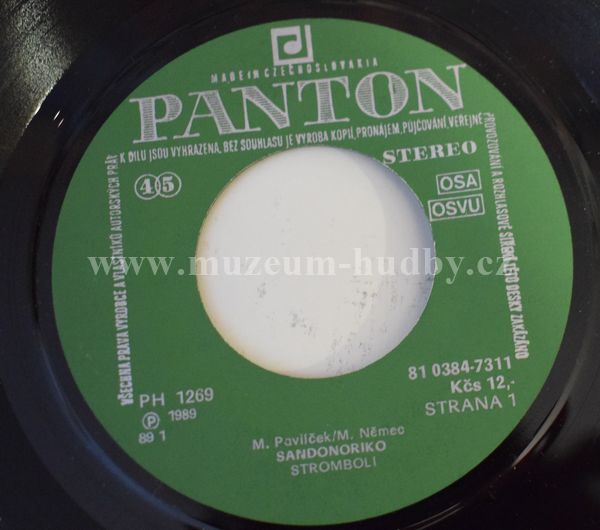 MADE IN CZECHOSLOVAKIA
PANTON
VŠECHNA PRÁVA VÝROBCE A VLASTNÍKŮ AUTORSKÝCH PRÁV K DÍLU JSOU VYHRAZENA. BEZ SOUHLASU JE VÝROBA KOPIÍ, PRONÁJEM, PŮJČOVÁNÍ, VEŘEJNÉ PROVOZOVÁNÍ A ROZHLASOVÉ ŠÍŘENÍ TÉTO DESKY ZAKÁZÁNO
STEREO
45
OSA
OSVU
www.muzeum-hudby.cz
81 0384-7311
Kčs 12,-
STRANA 1
PH 1269
Ⓟ 1989
89 1
M. Pavilček/M. Němec
SANDONORIKO
STROMBOLI